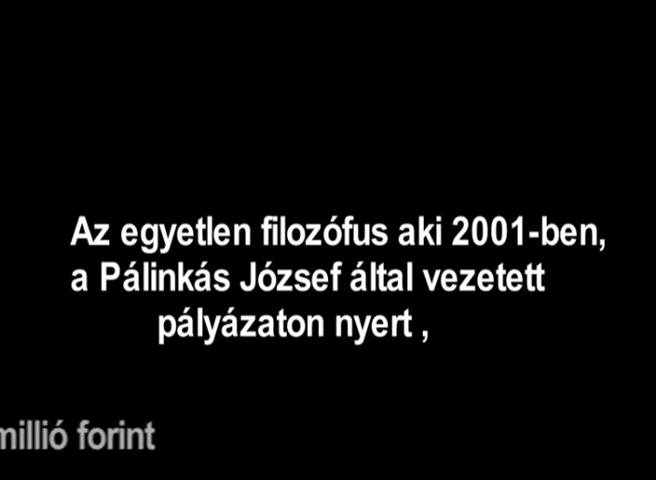 Az egyetlen filozófus aki 2001-ben,
a Pálinkás József által vezetett
pályázaton nyert ,
millió forint